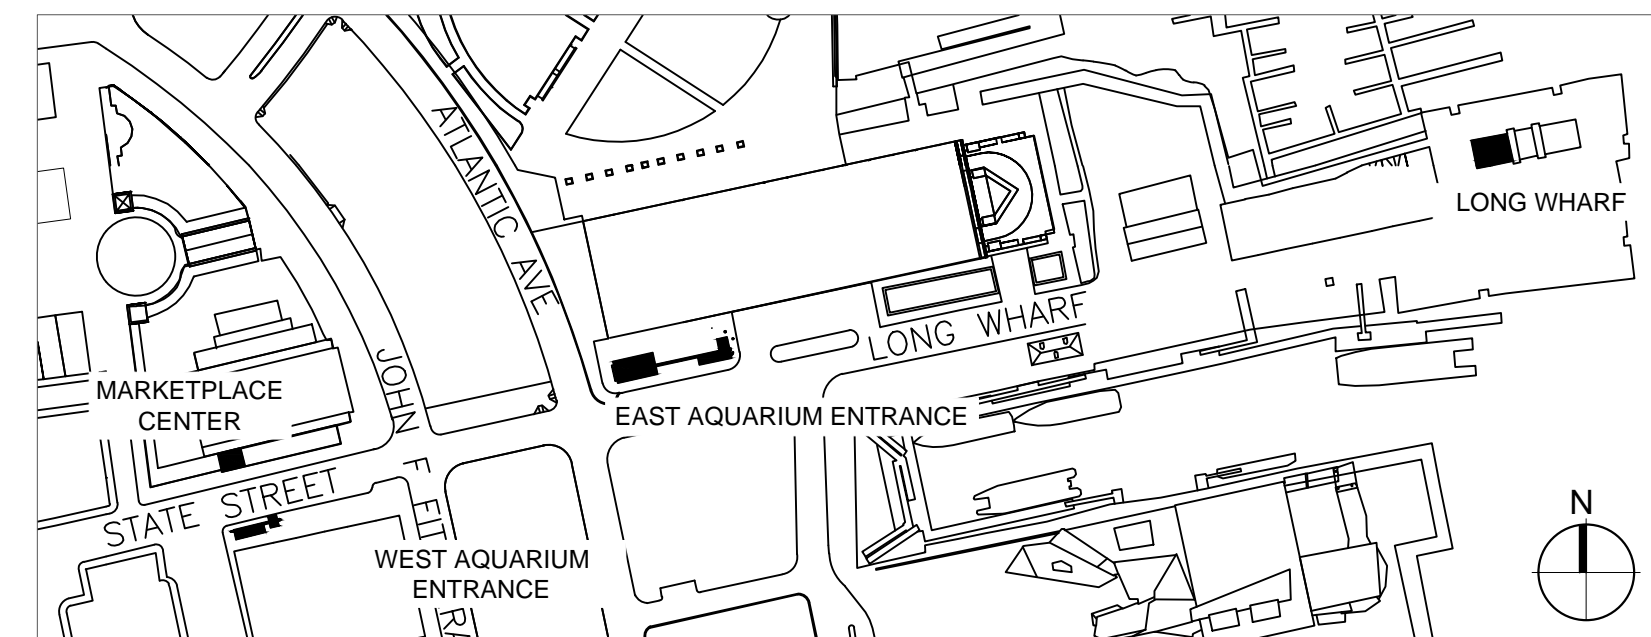 ATLANTIC AVE
LONG WHARF
LONG WHARF
MARKETPLACE
CENTER
JOHN
EAST AQUARIUM ENTRANCE
STATE STREET
WEST AQUARIUM
ENTRANCE
N